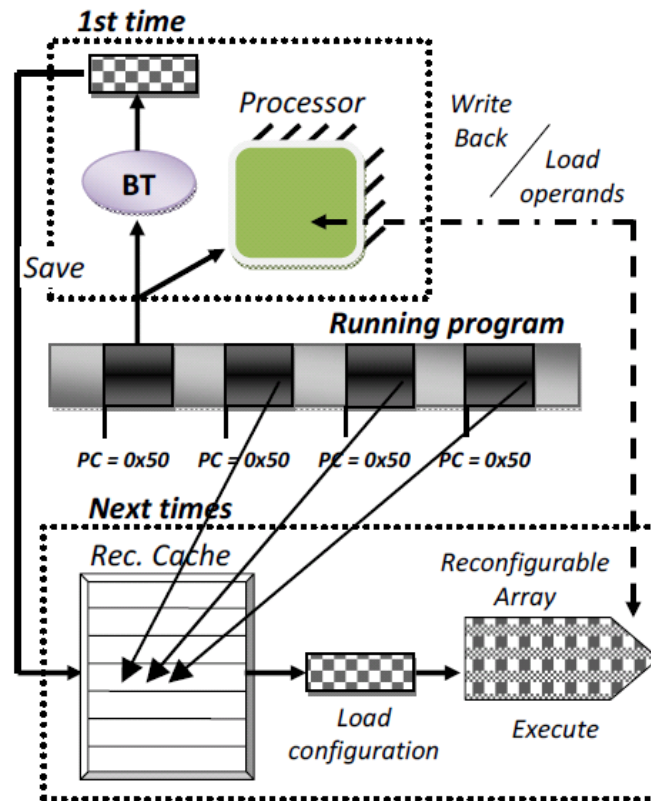 1st time
Processor
BT
Write
Back
Load
operands
Save
Running program
PC = 0x50
PC = 0x50
PC = 0x50
PC = 0x50
Next times
Rec. Cache
Reconfigurable
Array
Load
configuration
Execute